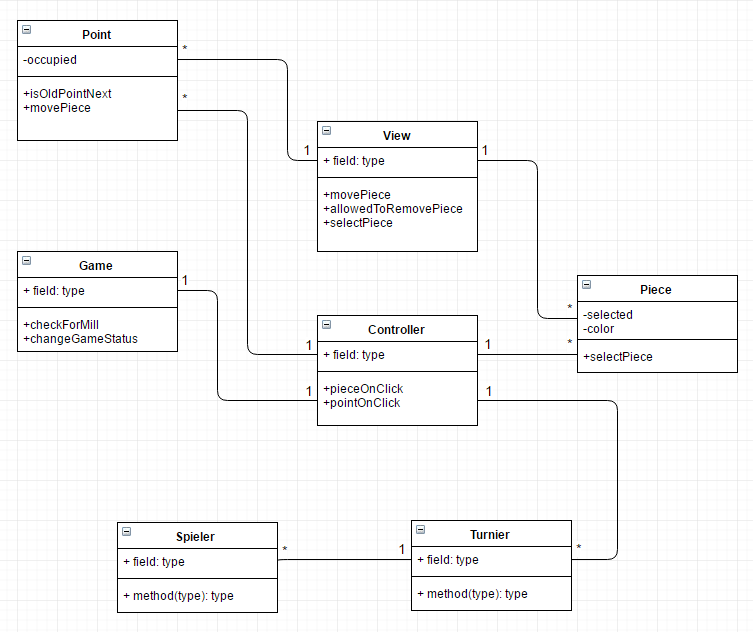 Point
-occupied
+isOldPointNext
+movePiece
*
*
View
+ field: type
+movePiece
+allowedToRemovePiece
+selectPiece
1
1
Game
+ field: type
+checkForMill
+changeGameStatus
1
Piece
-selected
-color
+selectPiece
*
*
Controller
+ field: type
+pieceOnClick
+pointOnClick
1
1
1
1
Spieler
+ field: type
+ method(type): type
*
1
Turnier
+ field: type
+ method(type): type
*